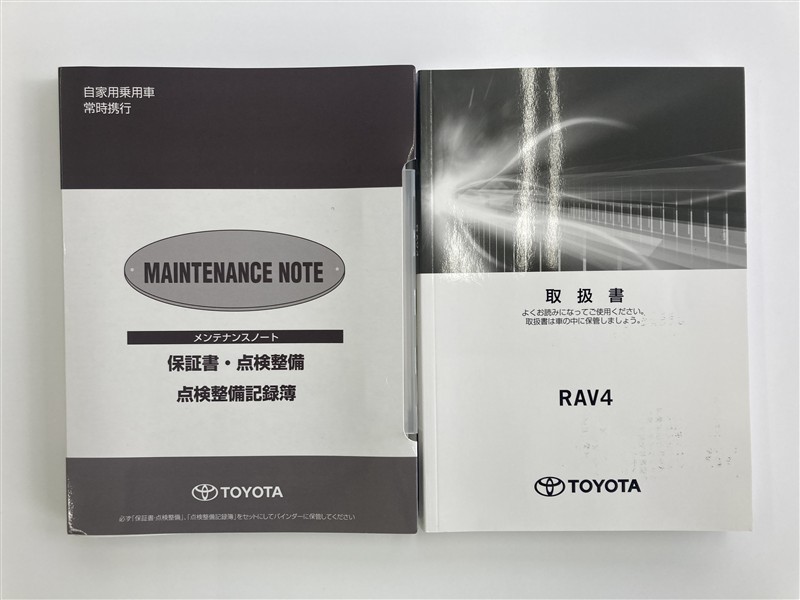 自家用乗用車
常時携行
MAINTENANCE NOTE
メンテナンスノート
保証書・点検整備
点検整備記録簿
TOYOTA
必ず「保証書・点検整備」、「点検整備記録簿」をセットにしてバインダーに保管してください
取扱書
よくお読みになってご使用ください。
取扱書は車の中に保管しましょう。
RAV4
TOYOTA